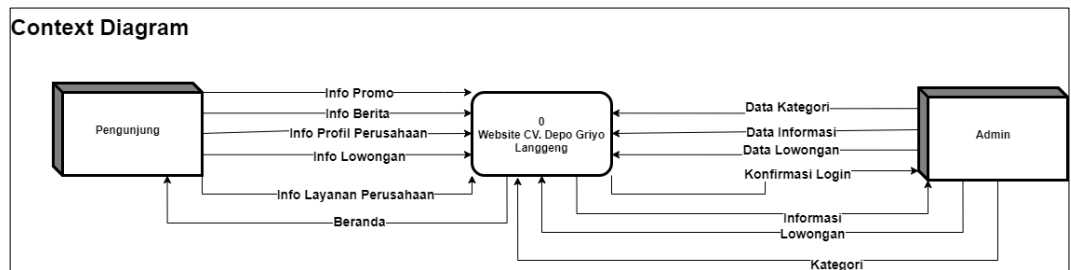 Context Diagram
Info Promo
Info Berita
Info Profil Perusahaan
Info Lowongan
Info Layanan Perusahaan
Beranda
Pengunjung
0
Website CV. Depo Griyo
Langgeng
Data Kategori
Data Informasi
Data Lowongan
Konfirmasi Login
Informasi
Lowongan
Kategori
Admin